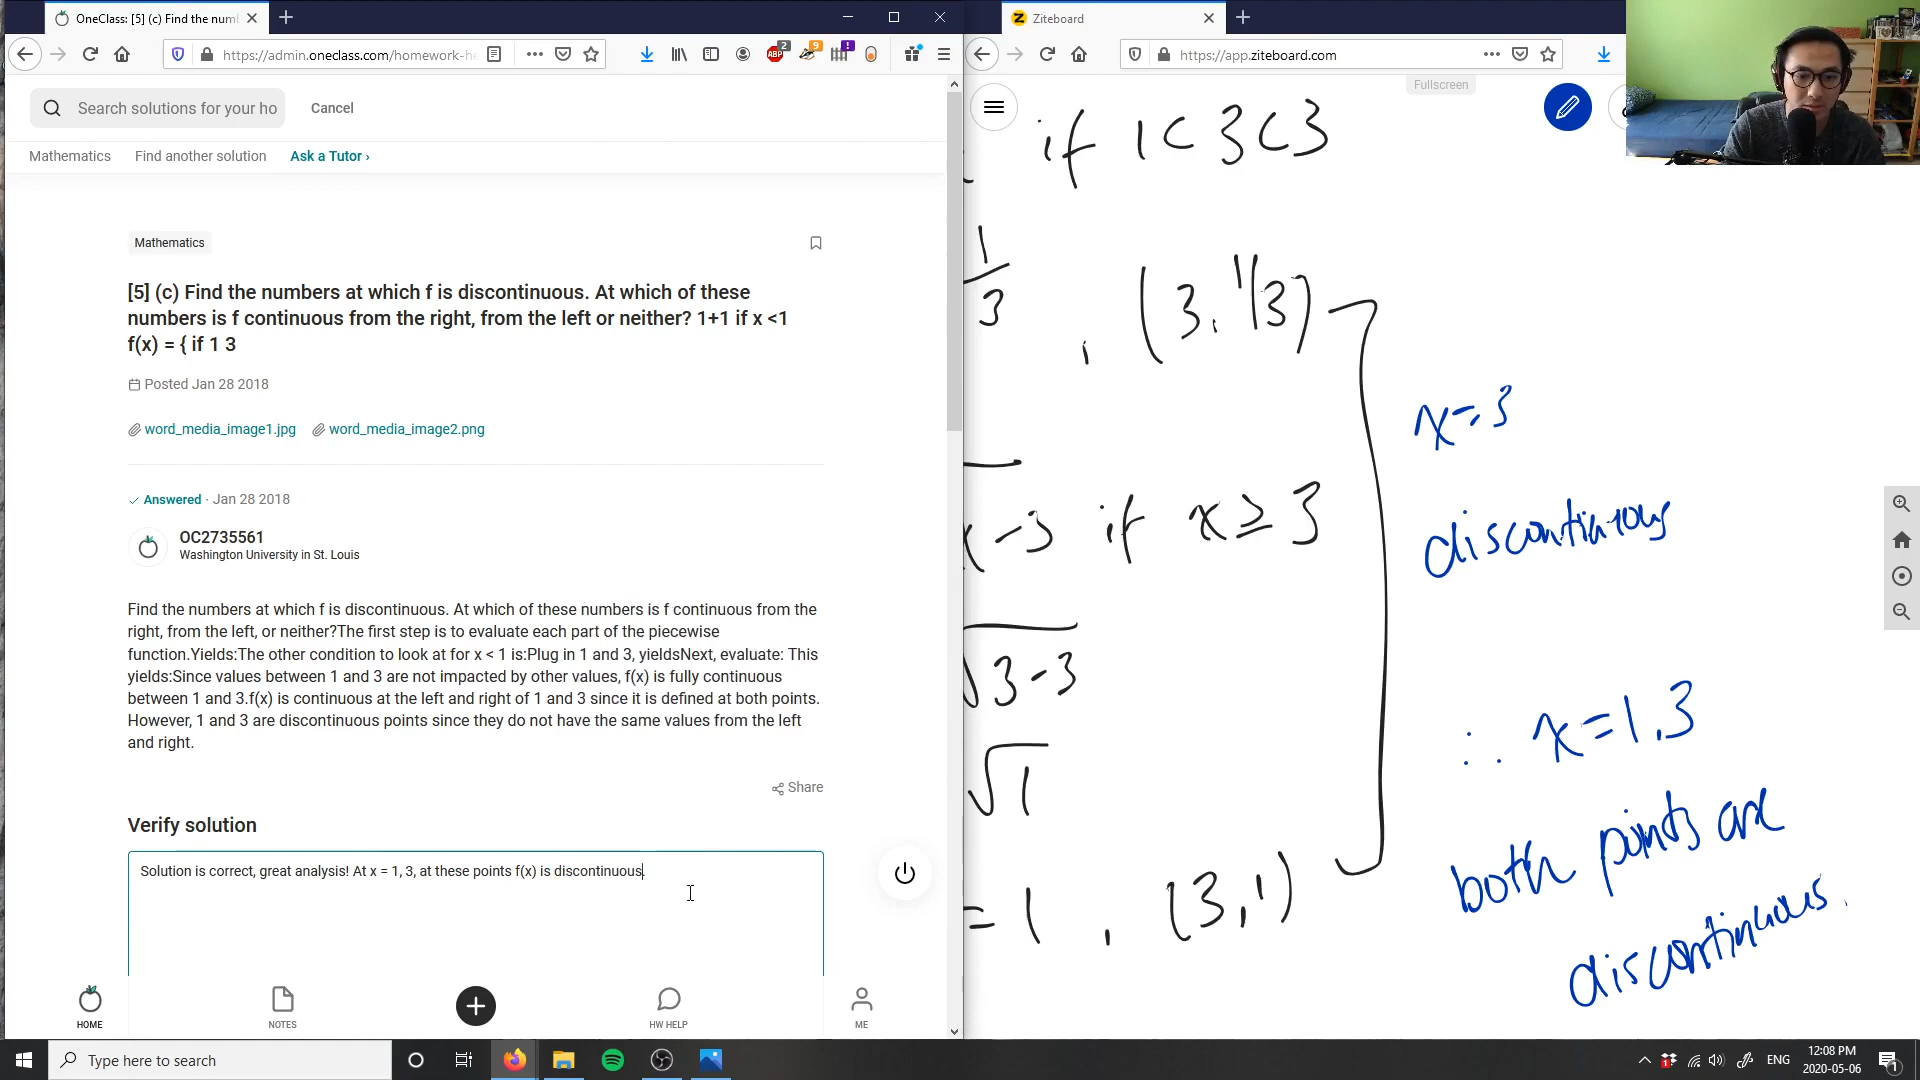 OneClass: [5] (c) Find the numb
Ziteboard
https://admin.oneclass.com/homework-he
2
9
!
https://app.ziteboard.com
Search solutions for your ho
Cancel
Fullscreen
Mathematics
Find another solution
Ask a Tutor ›
Mathematics
[5] (c) Find the numbers at which f is discontinuous. At which of these
numbers is f continuous from the right, from the left or neither? 1+1 if x <1
f(x) = { if 1 3
Posted Jan 28 2018
word_media_image1.jpg
word_media_image2.png
Answered · Jan 28 2018
OC2735561
Washington University in St. Louis
Find the numbers at which f is discontinuous. At which of these numbers is f continuous from the
right, from the left, or neither?The first step is to evaluate each part of the piecewise
function.Yields:The other condition to look at for x < 1 is:Plug in 1 and 3, yieldsNext, evaluate: This
yields:Since values between 1 and 3 are not impacted by other values, f(x) is fully continuous
between 1 and 3.f(x) is continuous at the left and right of 1 and 3 since it is defined at both points.
However, 1 and 3 are discontinuous points since they do not have the same values from the left
and right.
Share
Verify solution
Solution is correct, great analysis! At x = 1, 3, at these points f(x) is discontinuous.
HOME
NOTES
HW HELP
ME
if 1 < 3 < 3
1/3 , (3, 1/3)
x - 3 if x ≥ 3
√3-3
√1
= 1 , (3,1)
x = 3
discontinuous
∴ x = 1,3
both points are
discontinuous.
Type here to search
ENG
12:08 PM
2020-05-06
1